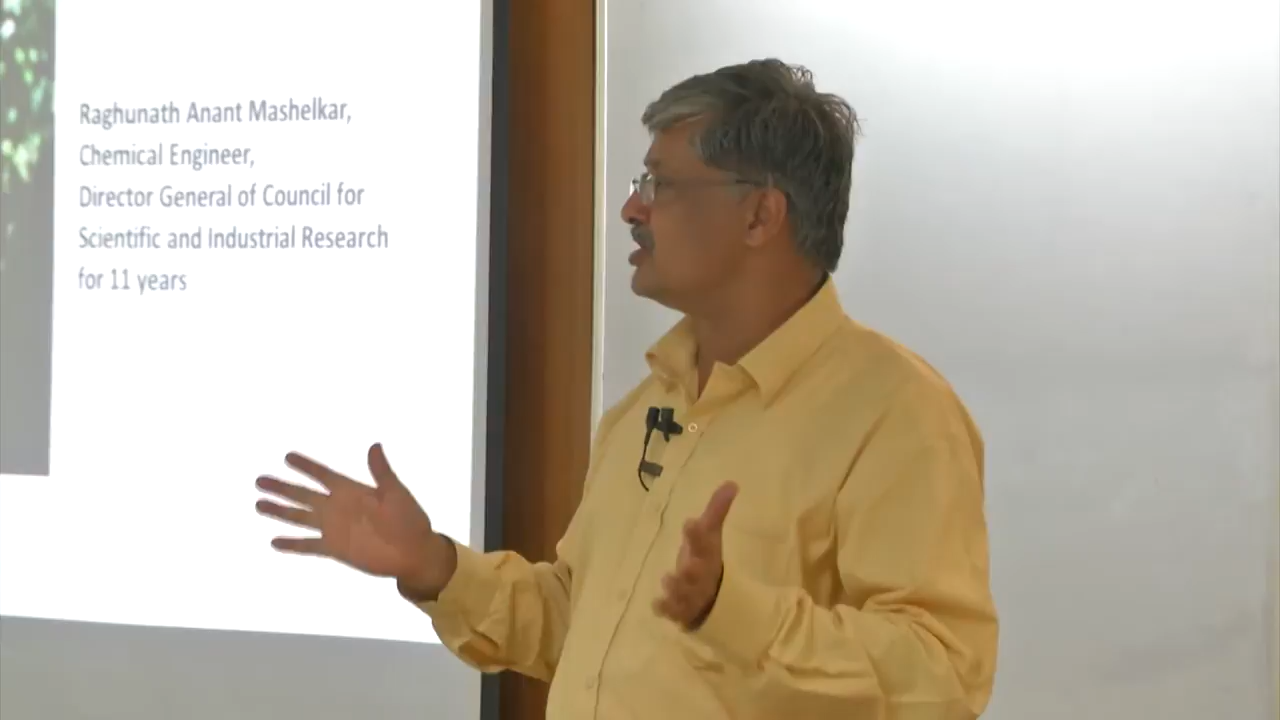 Raghunath Anant Mashelkar,
Chemical Engineer,
Director General of Council for
Scientific and Industrial Research
for 11 years